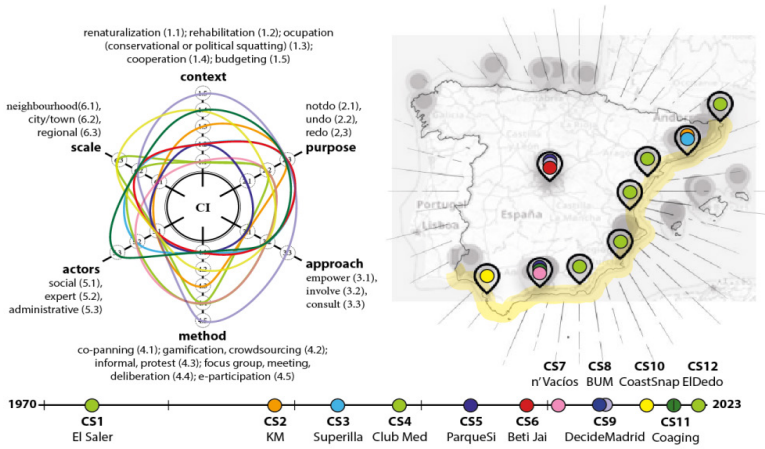 renaturalization (1.1); rehabilitation (1.2); ocupation
(conservational or political squatting) (1.3);
cooperation (1.4); budgeting (1.5)
context
neighbourhood(6.1),
city/town (6.2),
regional (6.3)
scale
notdo (2.1),
undo (2.2),
redo (2,3)
purpose
CI
actors
social (5.1),
expert (5.2),
administrative (5.3)
approach
empower (3.1),
involve (3.2),
consult (3.3)
method
co-panning (4.1); gamification, crowdsourcing (4.2);
informal, protest (4.3); focus group, meeting,
deliberation (4.4); e-participation (4.5)
Portugal
Lisboa
España
CS7 CS8 CS10 CS12
n'Vacíos BUM CoastSnap ElDedo
1970 2023
CS1 CS2 CS3 CS4 CS5 CS6 CS9 CS11
El Saler KM Superilla Club Med ParqueSi Beti Jai DecideMadrid Coaging